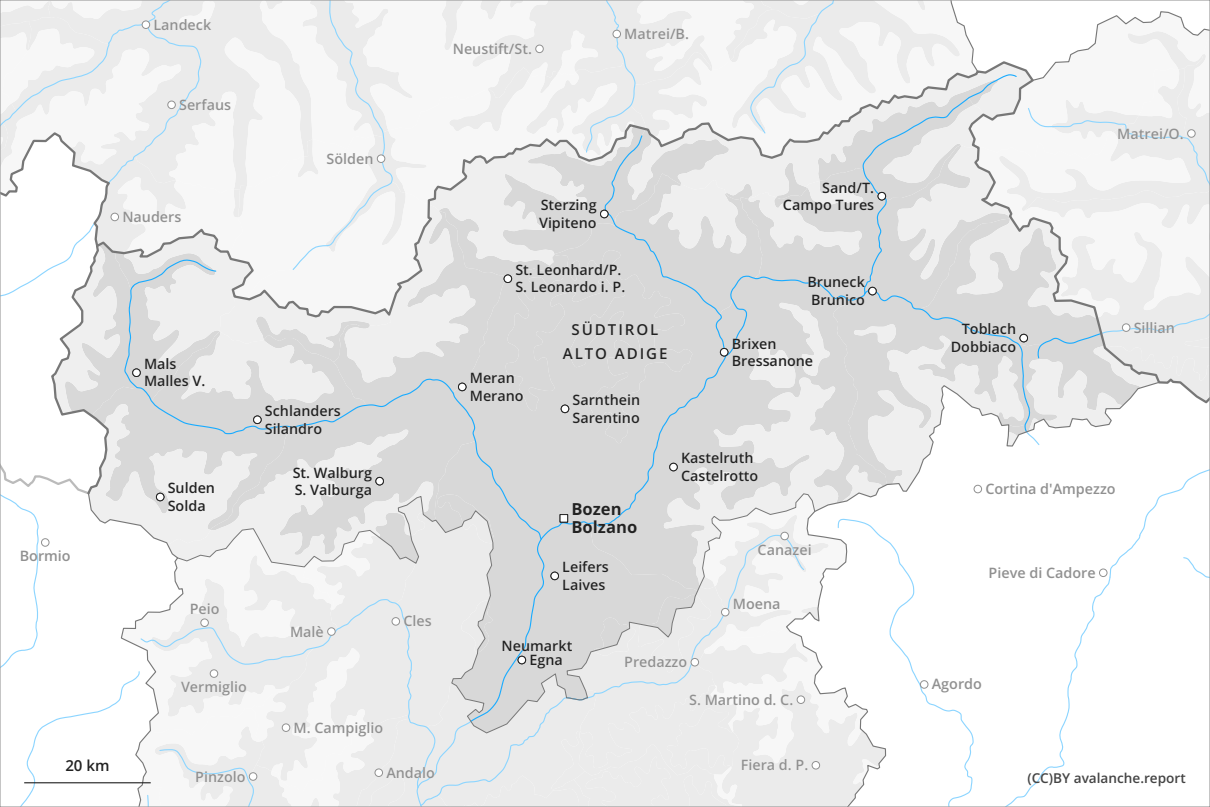 Landeck
Neustift/St.
Matrei/B.
Serfaus
Matrei/O.
Sölden
Sand/T.
Campo Tures
Nauders
Sterzing
Vipiteno
St. Leonhard/P.
S. Leonardo i. P.
Bruneck
Brunico
SÜDTIROL
ALTO ADIGE
Toblach
Dobbiaco
Sillian
Brixen
Bressanone
Mals
Malles V.
Meran
Merano
Sarnthein
Sarentino
Schlanders
Silandro
Kastelruth
Castelrotto
St. Walburg
S. Valburga
Sulden
Solda
Cortina d'Ampezzo
Bozen
Bolzano
Bormio
Canazei
Leifers
Laives
Pieve di Cadore
Peio
Moena
Malè
Cles
Neumarkt
Egna
Predazzo
Vermiglio
Agordo
S. Martino d. C.
M. Campiglio
20 km
Pinzolo
Andalo
Fiera d. P.
(CC)BY avalanche.report